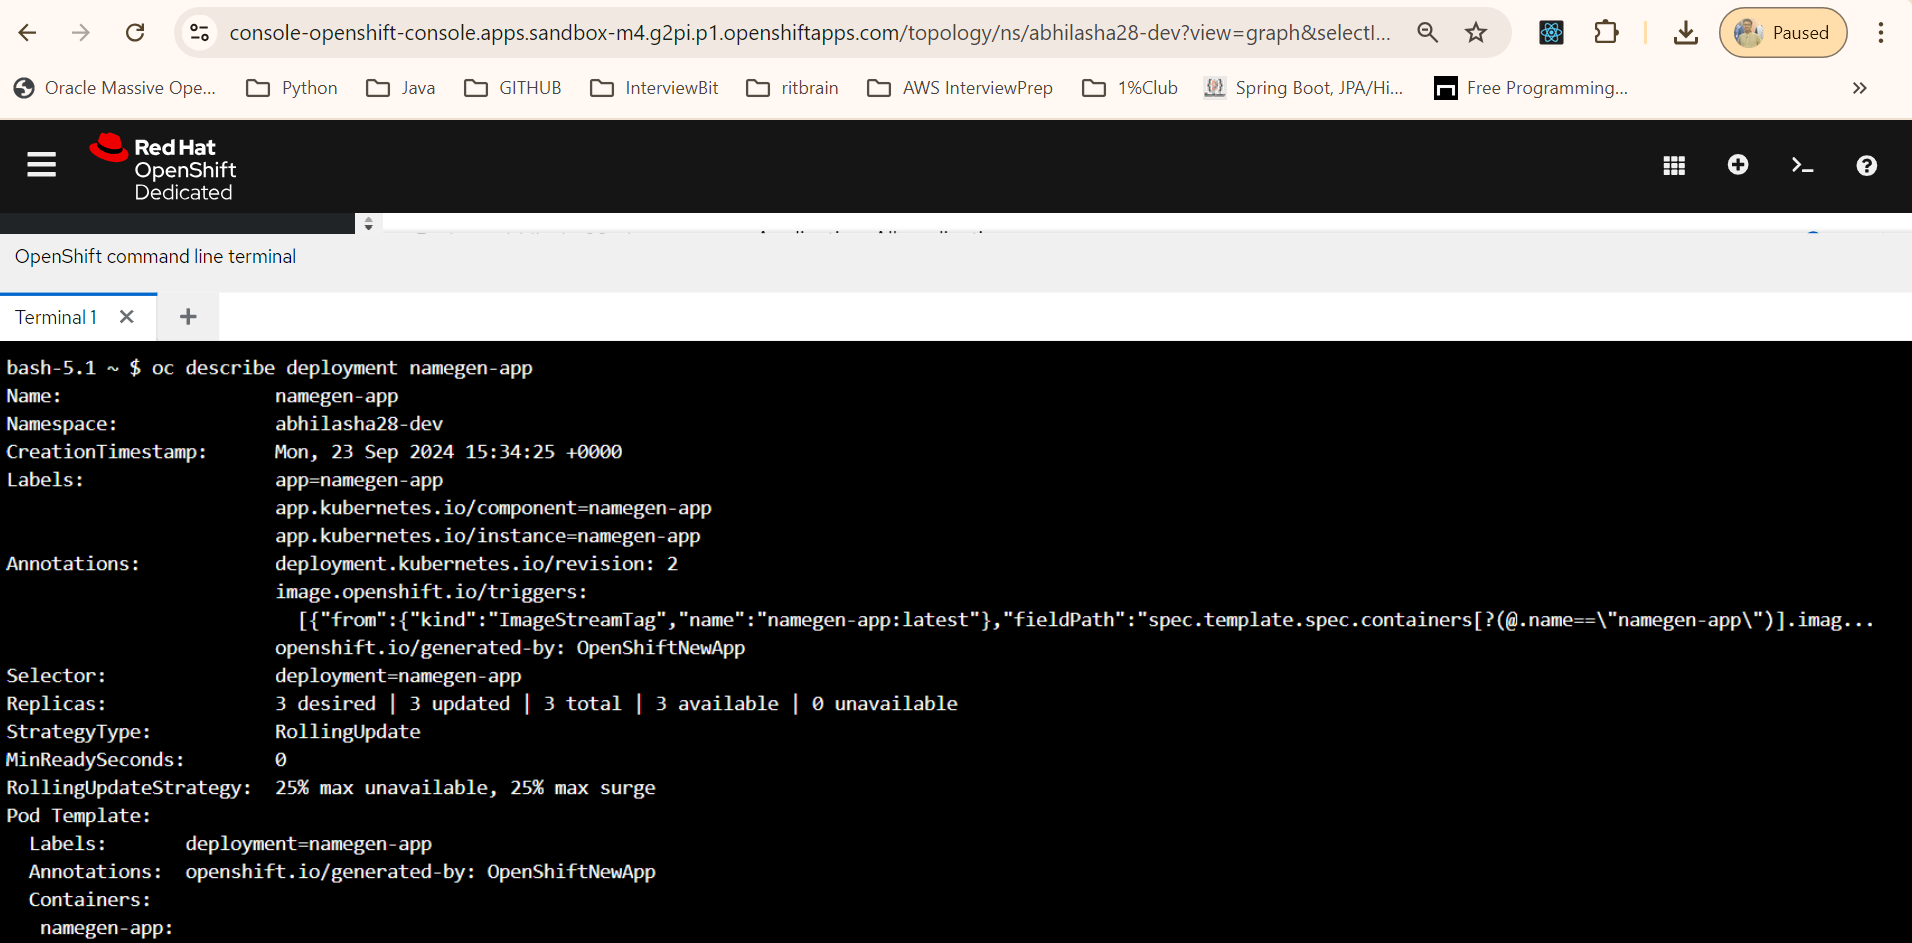 console-openshift-console.apps.sandbox-m4.g2pi.p1.openshiftapps.com/topology/ns/abhilasha28-dev?view=graph&selectI...
Paused
Oracle Massive Ope...
Python
Java
GITHUB
InterviewBit
ritbrain
AWS InterviewPrep
1%Club
Spring Boot, JPA/Hi...
Free Programming...
Red Hat
OpenShift
Dedicated
OpenShift command line terminal
Terminal 1
bash-5.1 ~ $ oc describe deployment namegen-app
Name: namegen-app
Namespace: abhilasha28-dev
CreationTimestamp: Mon, 23 Sep 2024 15:34:25 +0000
Labels: app=namegen-app
app.kubernetes.io/component=namegen-app
app.kubernetes.io/instance=namegen-app
Annotations: deployment.kubernetes.io/revision: 2
image.openshift.io/triggers:
[{"from":{"kind":"ImageStreamTag","name":"namegen-app:latest"},"fieldPath":"spec.template.spec.containers[?(@.name==\"namegen-app\")].imag...
openshift.io/generated-by: OpenShiftNewApp
Selector: deployment=namegen-app
Replicas: 3 desired | 3 updated | 3 total | 3 available | 0 unavailable
StrategyType: RollingUpdate
MinReadySeconds: 0
RollingUpdateStrategy: 25% max unavailable, 25% max surge
Pod Template:
Labels: deployment=namegen-app
Annotations: openshift.io/generated-by: OpenShiftNewApp
Containers:
namegen-app: